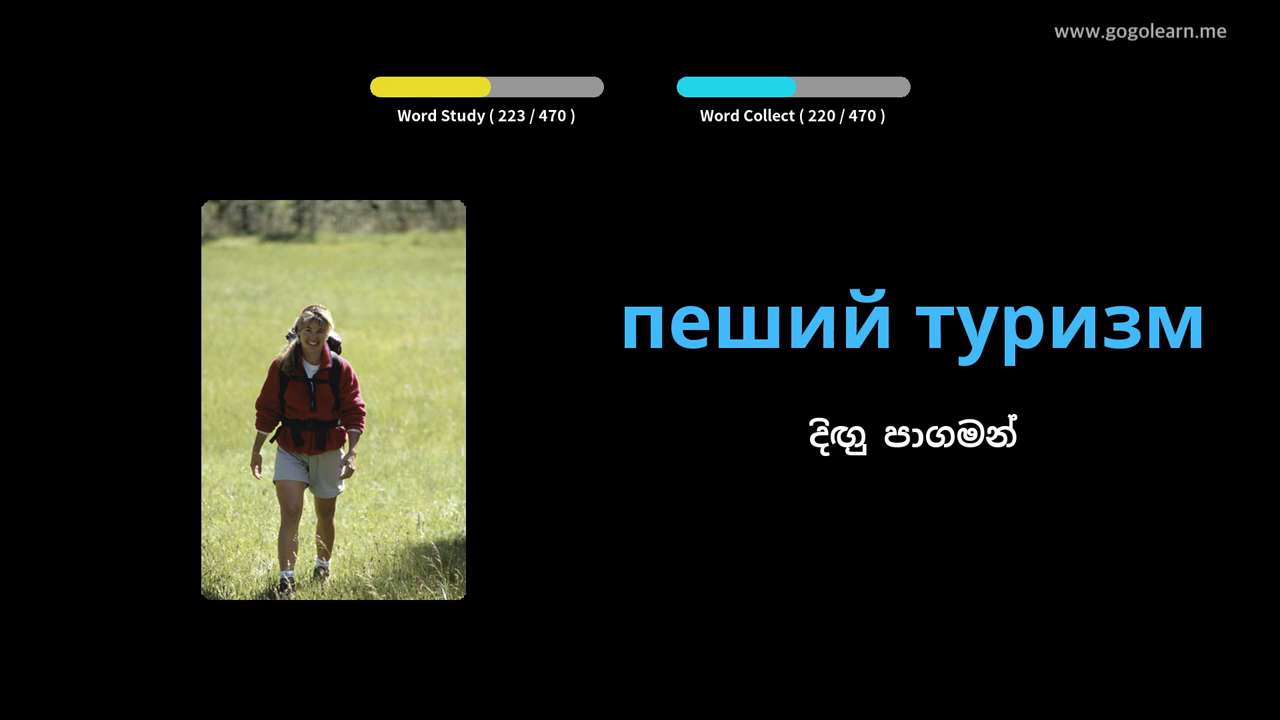 www.gogolearn.me
Word Study ( 223 / 470 )
Word Collect ( 220 / 470 )
пеший туризм
දිඟු පාගමන්